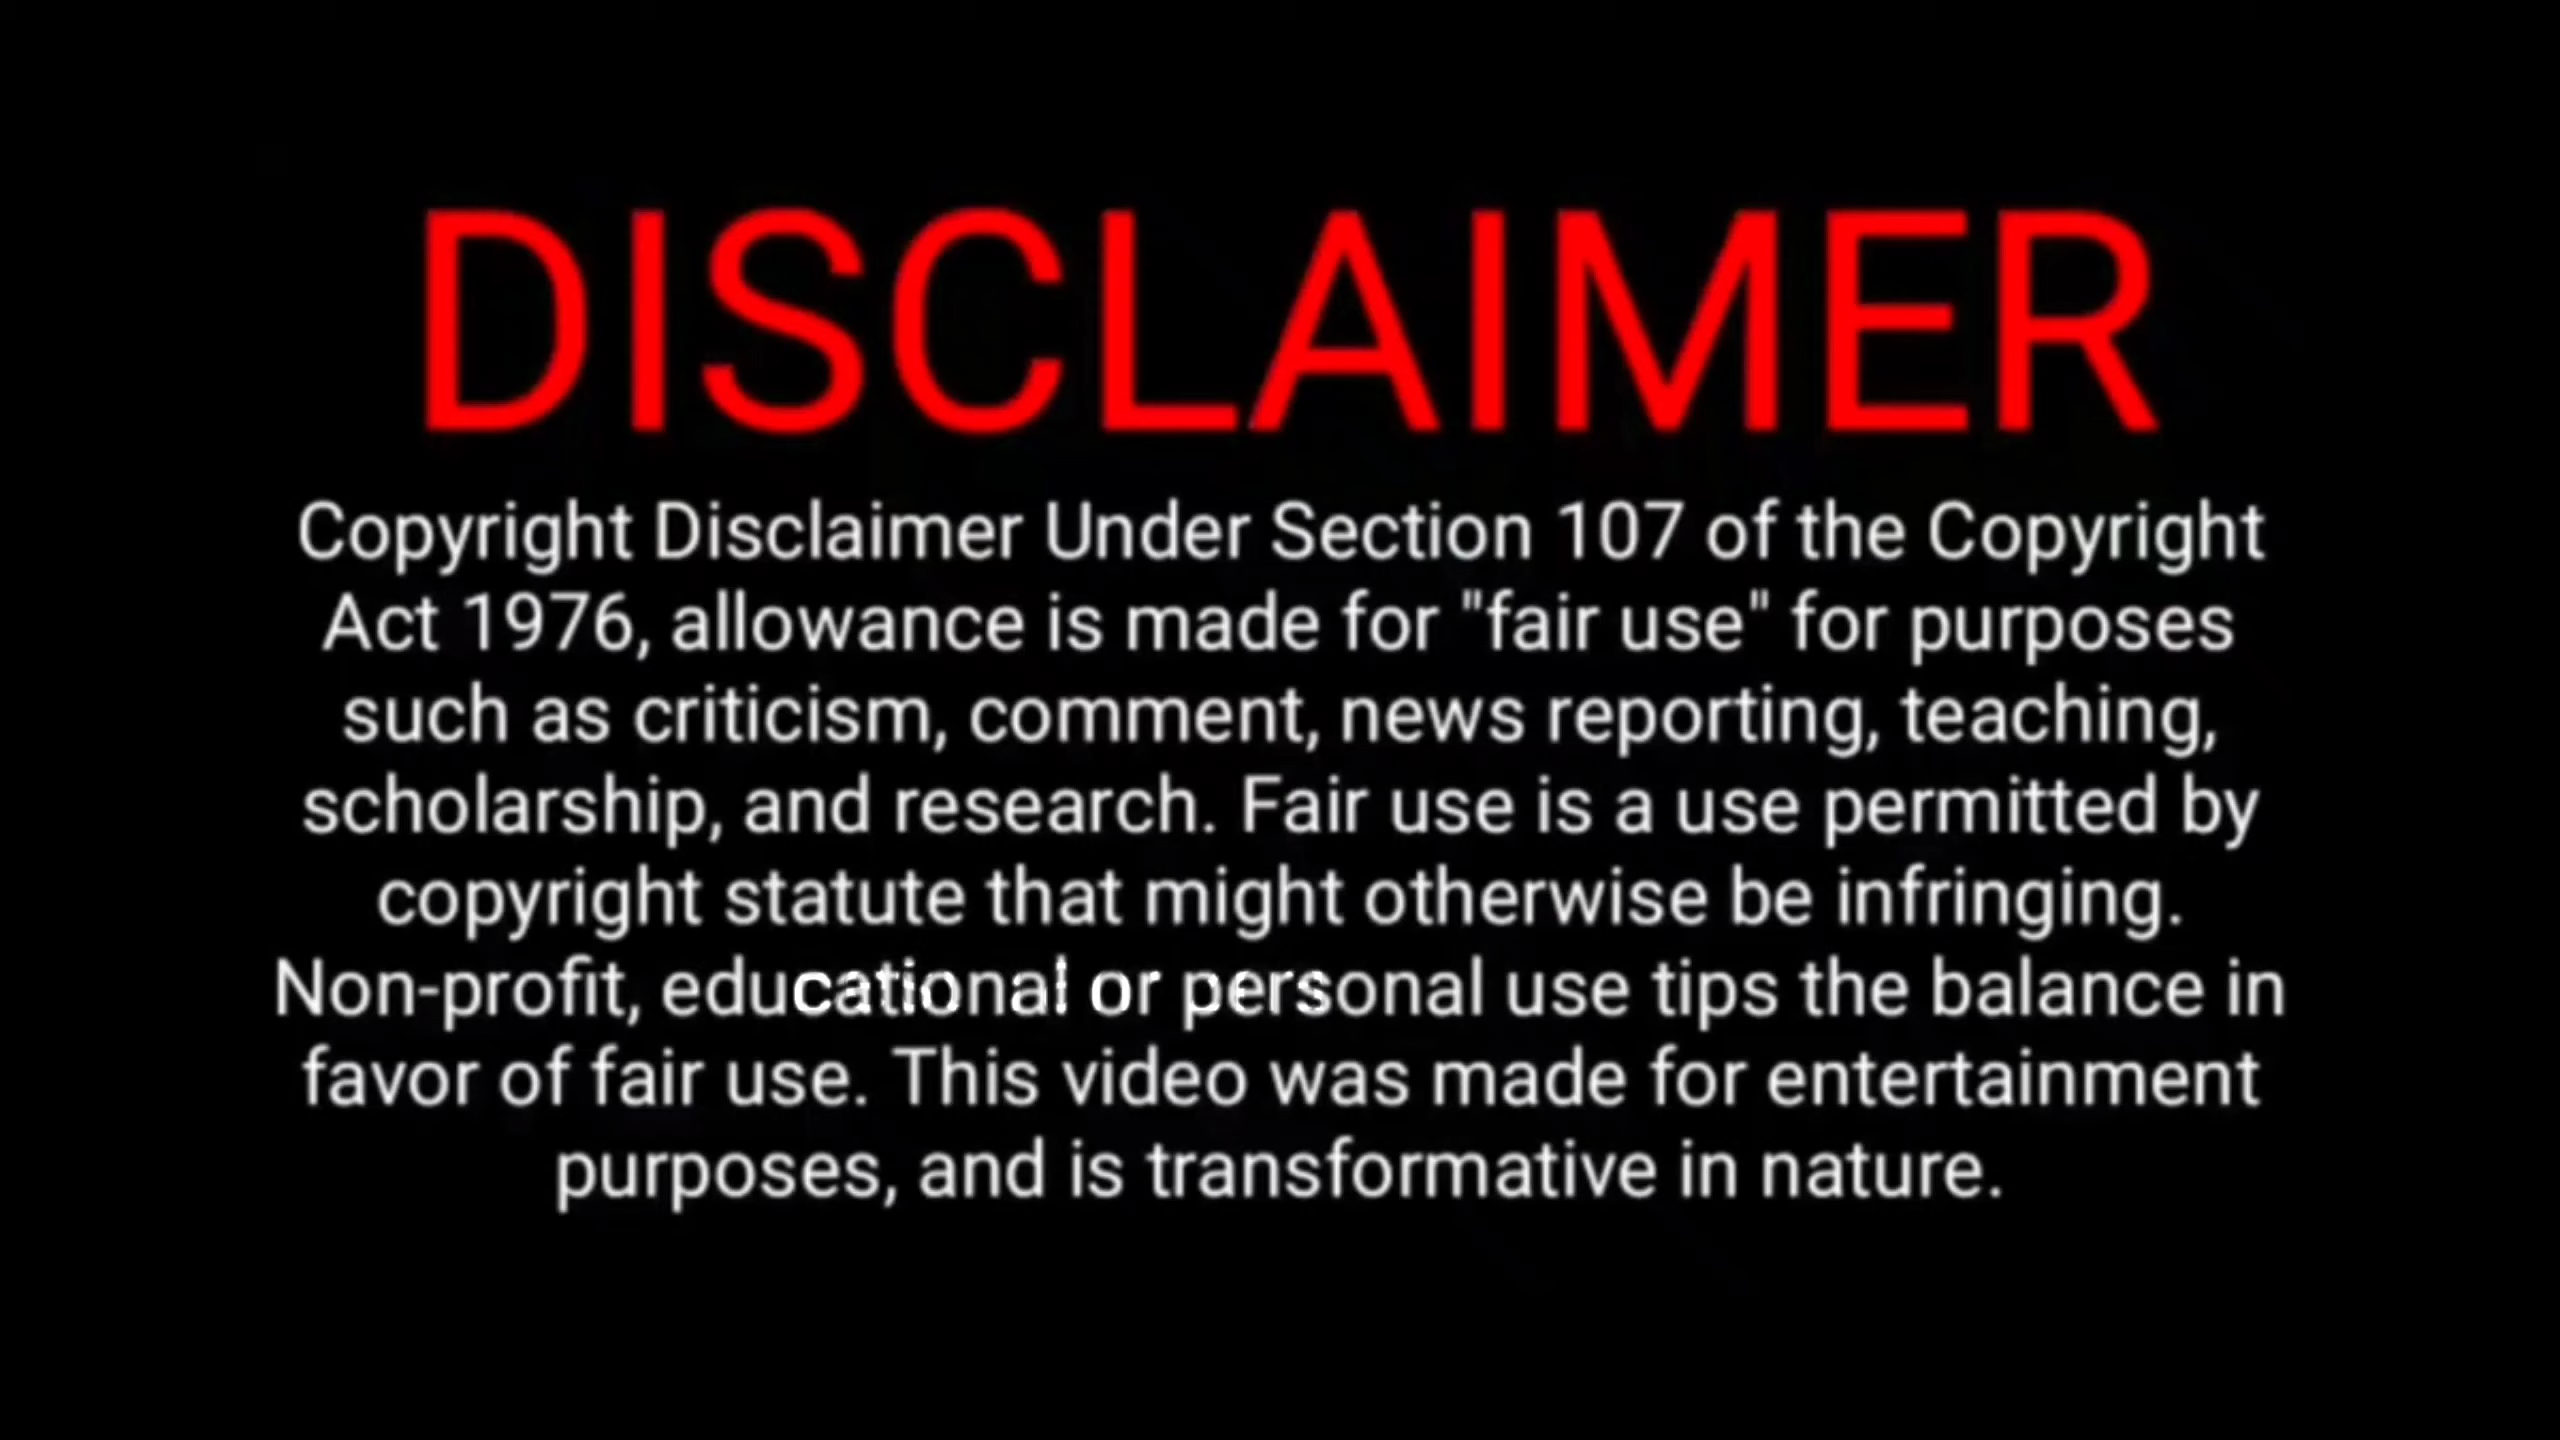 DISCLAIMER
Copyright Disclaimer Under Section 107 of the Copyright
Act 1976, allowance is made for "fair use" for purposes
such as criticism, comment, news reporting, teaching,
scholarship, and research. Fair use is a use permitted by
copyright statute that might otherwise be infringing.
Non-profit, educational or personal use tips the balance in
favor of fair use. This video was made for entertainment
purposes, and is transformative in nature.